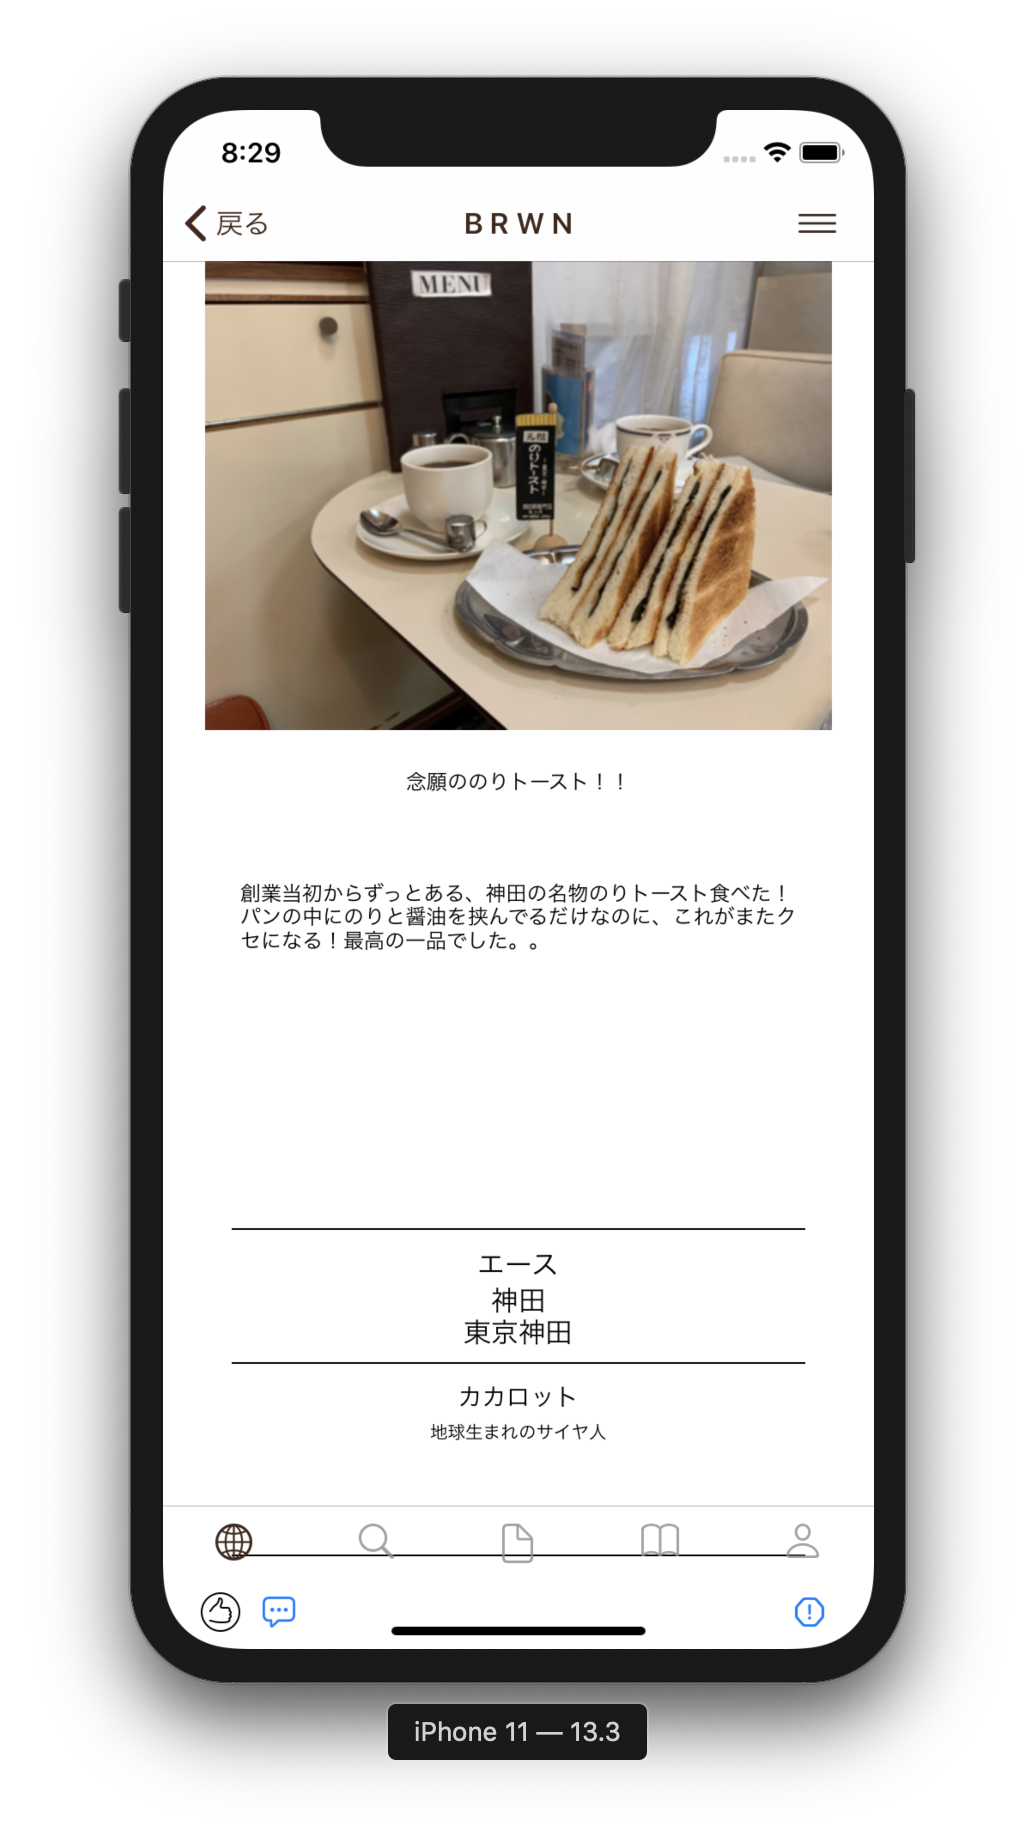 8:29
戻る
BRWN
MENU
元祖
のりトースト
念願ののりトースト！！
創業当初からずっとある、神田の名物のりトースト食べた！
パンの中にのりと醤油を挟んでるだけなのに、これがまたク
セになる！最高の一品でした。。
エース
神田
東京神田
カカロット
地球生まれのサイヤ人
iPhone 11 — 13.3